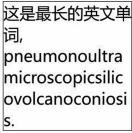 这是最长的英文单
词,
pneumonoultra
microscopicsilic
ovolcanoconiosi
s.